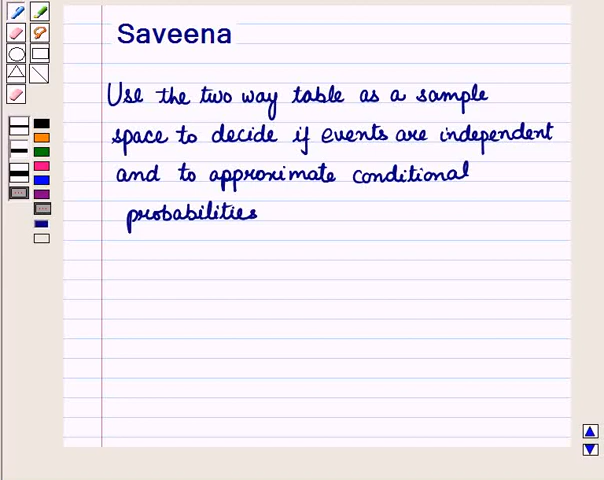 Saveena
Use the two way table as a sample
space to decide if events are independent
and to approximate conditional
probabilities